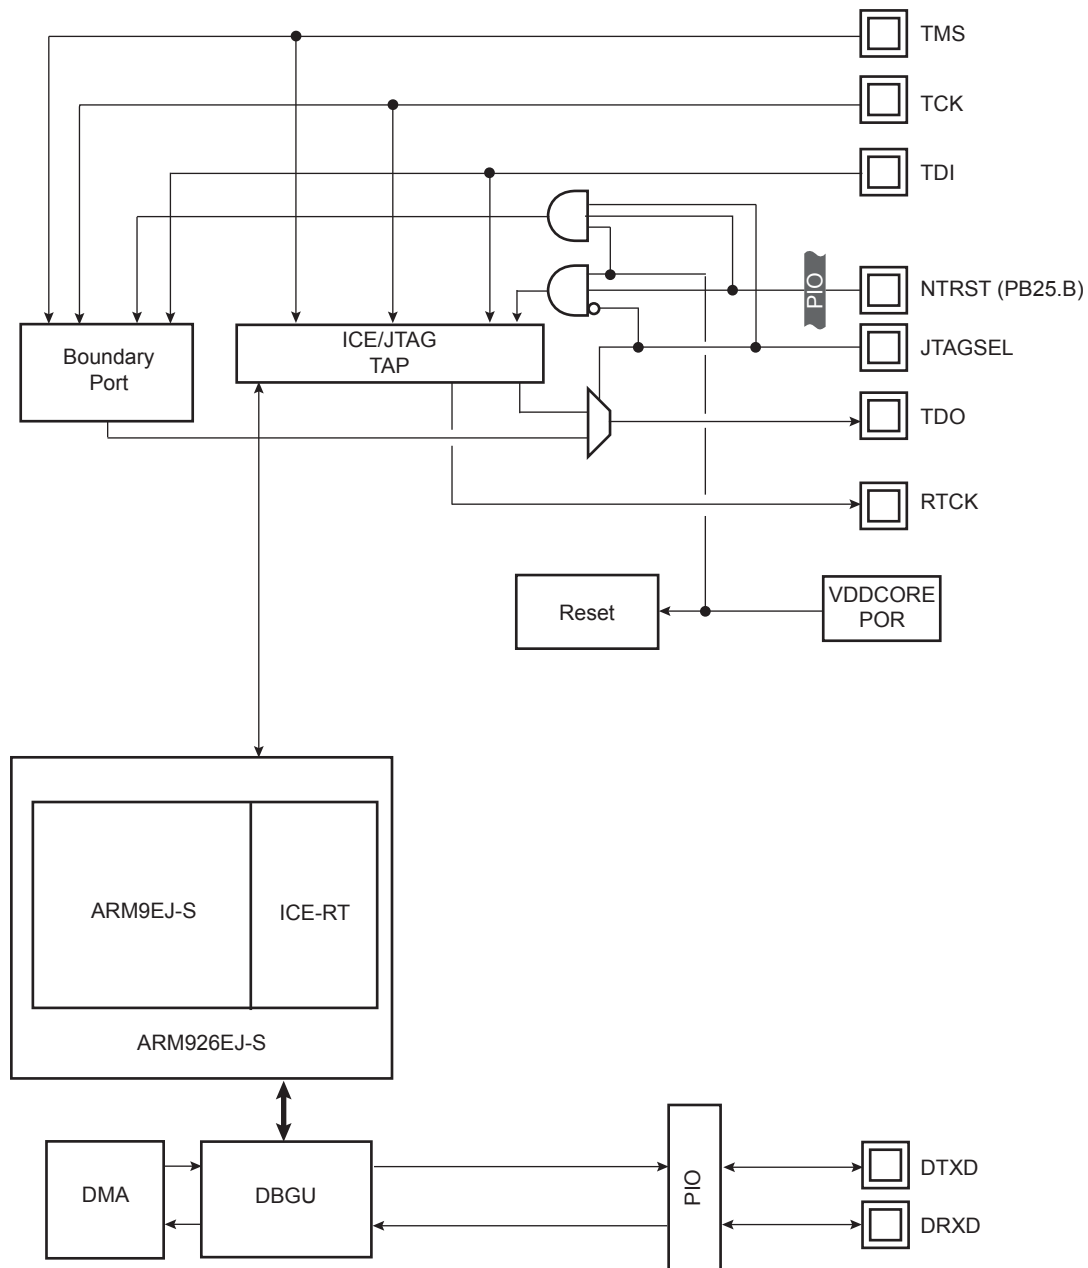 TMS
TCK
TDI
PIO
NTRST (PB25.B)
Boundary
Port
ICE/JTAG
TAP
JTAGSEL
TDO
RTCK
Reset
VDDCORE
POR
ARM9EJ-S
ICE-RT
ARM926EJ-S
DMA
DBGU
PIO
DTXD
DRXD